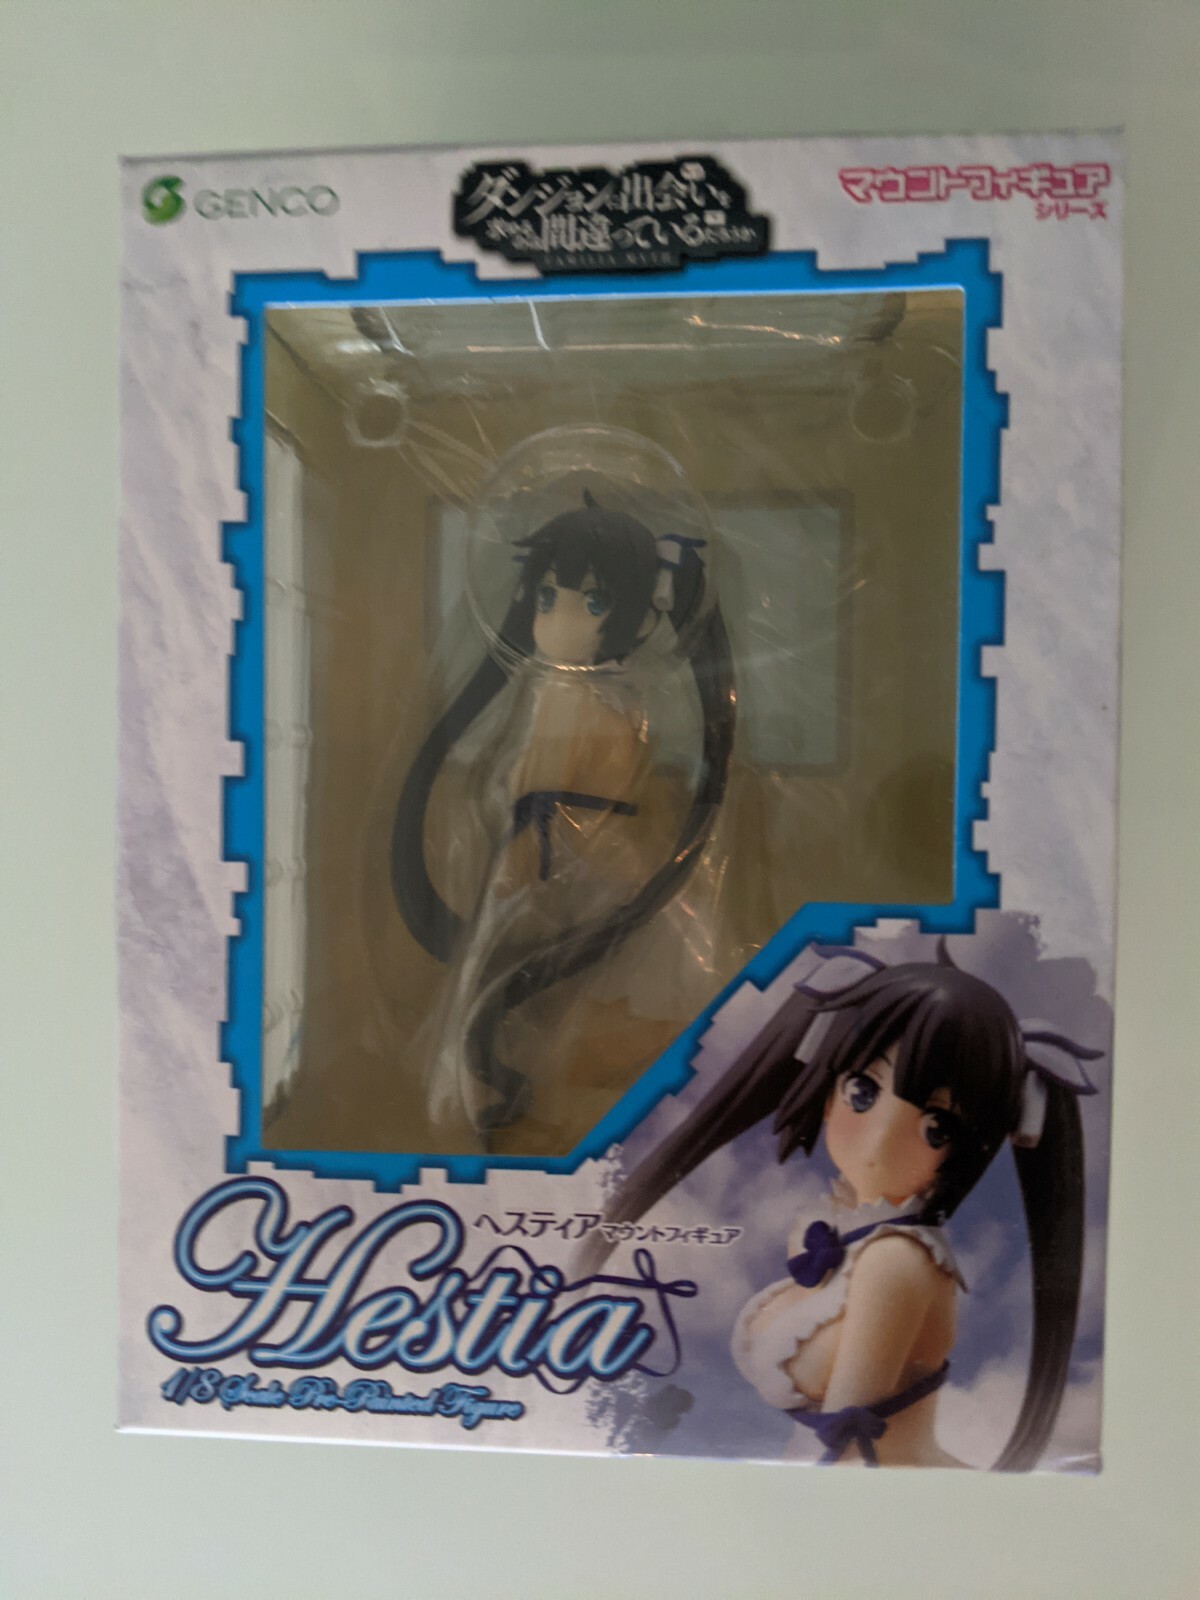 GENCO
ダンジョンに出会いを
求めるのは間違っているだろうか
FAMILIA MYTH
マウントフィギュア
シリーズ
ヘスティア マウントフィギュア
Hestia
1/8 Scale Pre-Painted Figure